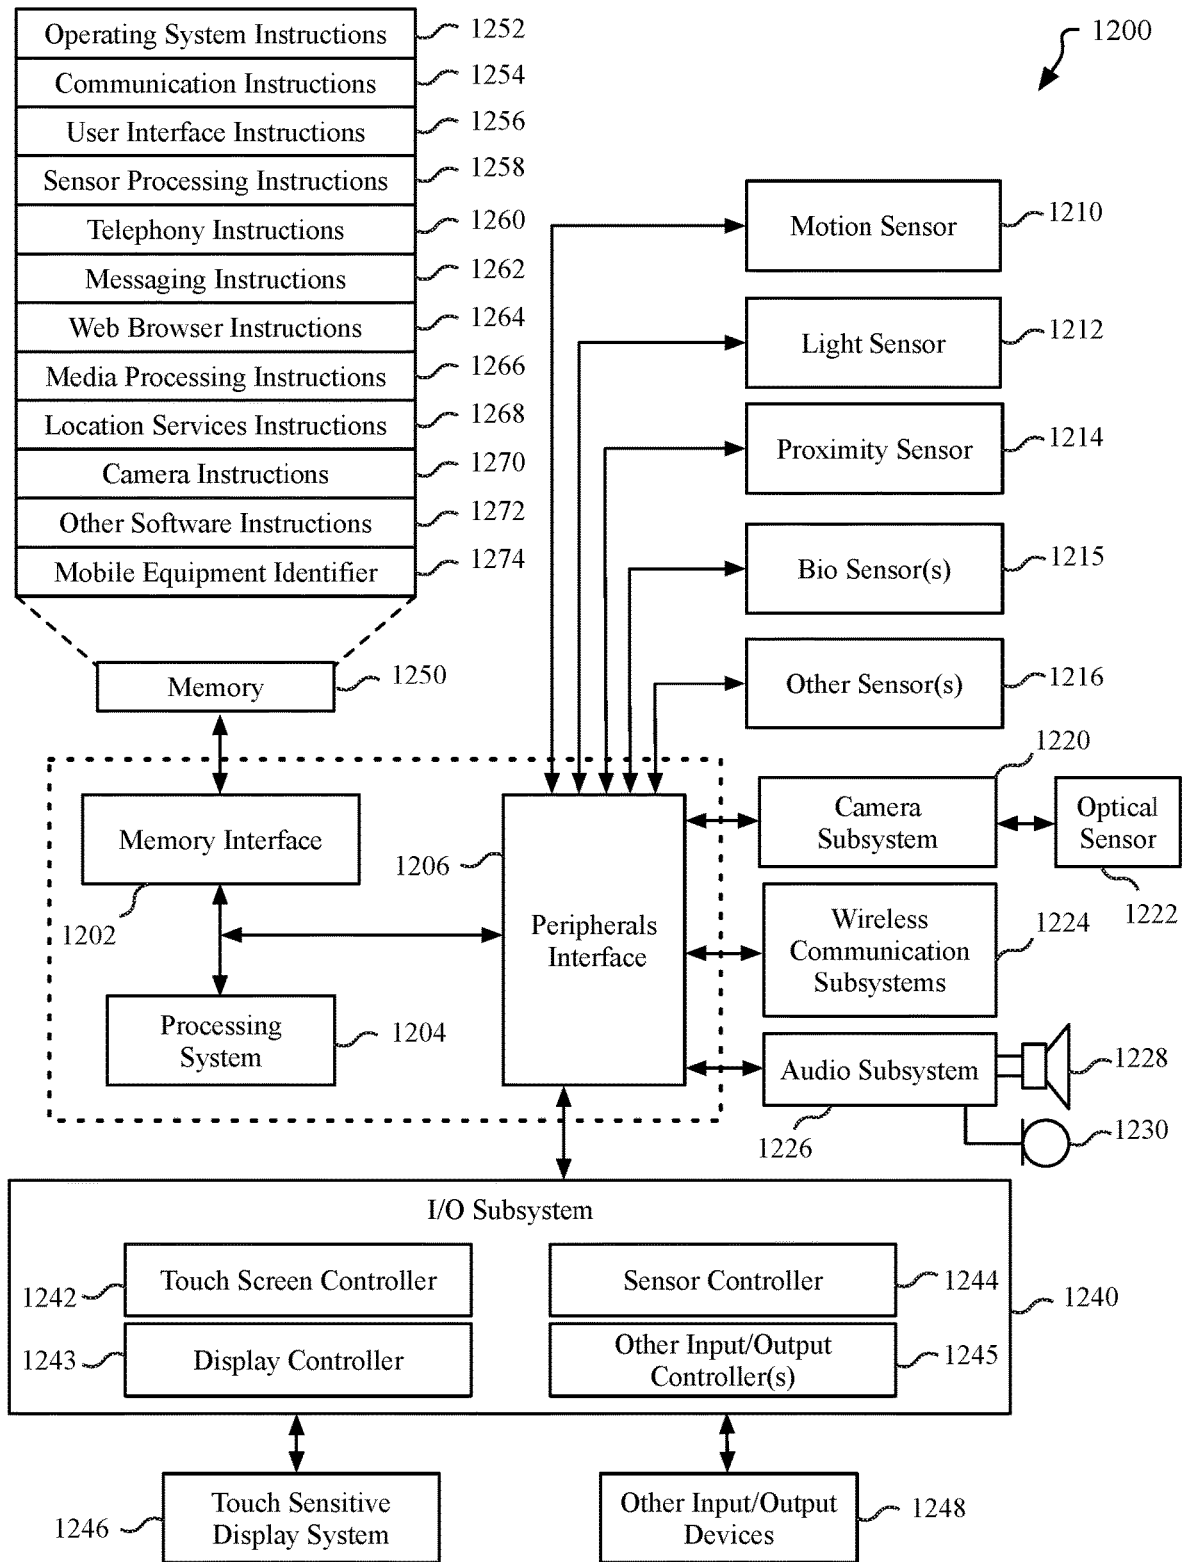 Operating System Instructions 1252
Communication Instructions 1254
User Interface Instructions 1256
Sensor Processing Instructions 1258
Telephony Instructions 1260
Messaging Instructions 1262
Web Browser Instructions 1264
Media Processing Instructions 1266
Location Services Instructions 1268
Camera Instructions 1270
Other Software Instructions 1272
Mobile Equipment Identifier 1274
Memory 1250
1200
Motion Sensor 1210
Light Sensor 1212
Proximity Sensor 1214
Bio Sensor(s) 1215
Other Sensor(s) 1216
Memory Interface
1202
Processing
System
1204
1206
Peripherals
Interface
1220
Camera
Subsystem
Optical
Sensor
1222
Wireless
Communication
Subsystems
1224
Audio Subsystem
1226
1228
1230
I/O Subsystem
1240
1242 Touch Screen Controller
Sensor Controller 1244
1243 Display Controller
Other Input/Output
Controller(s)
1245
Touch Sensitive
Display System
1246
Other Input/Output
Devices
1248